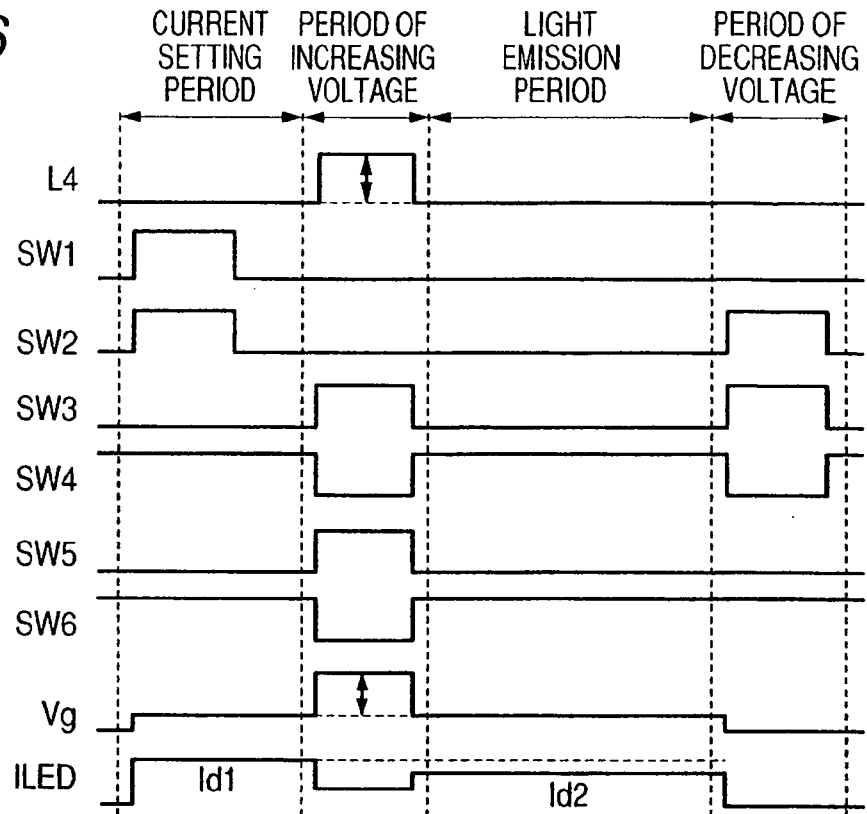 CURRENT SETTING PERIOD
PERIOD OF INCREASING VOLTAGE
LIGHT EMISSION PERIOD
PERIOD OF DECREASING VOLTAGE
L4
SW1
SW2
SW3
SW4
SW5
SW6
Vg
ILED
Id1
Id2